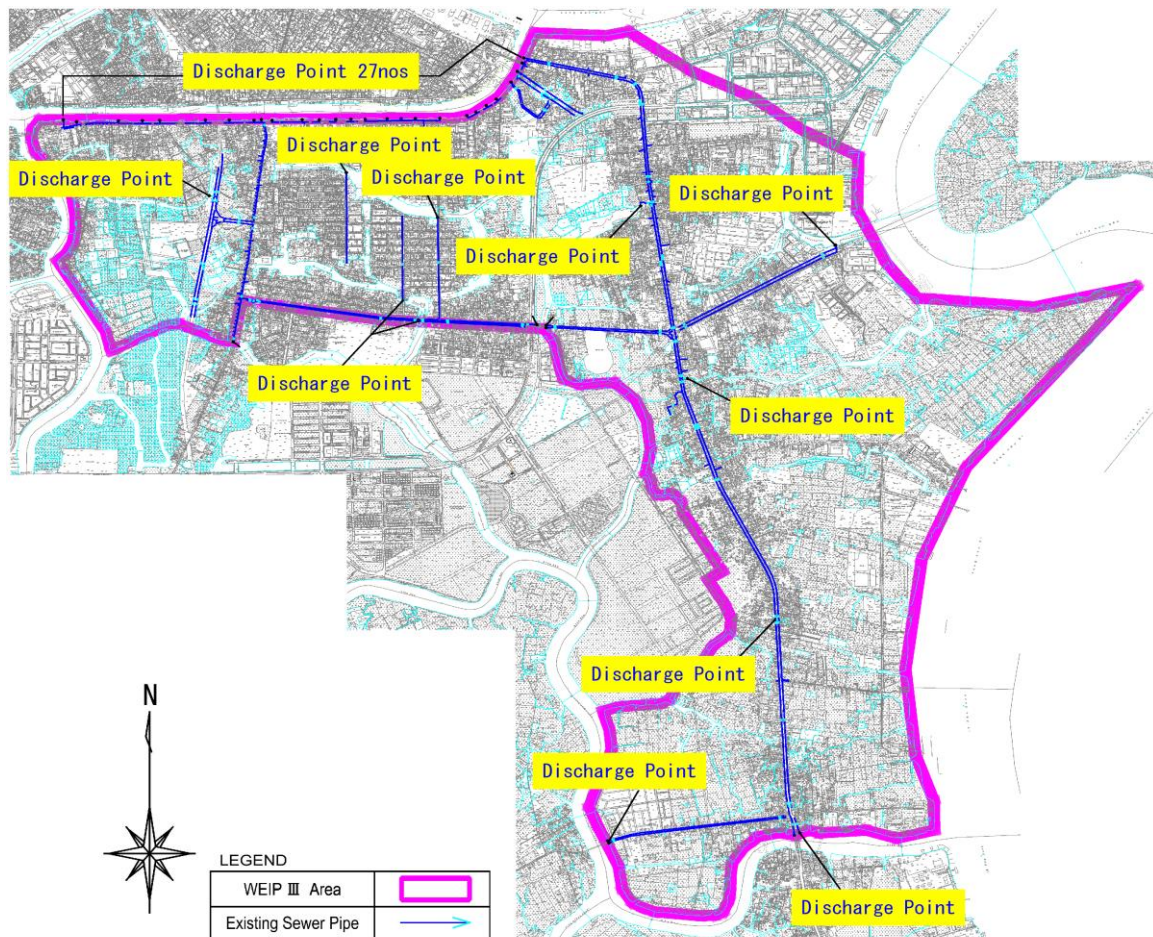 Discharge Point 27nos
Discharge Point
Discharge Point
Discharge Point
Discharge Point
Discharge Point
Discharge Point
Discharge Point
Discharge Point
Discharge Point
Discharge Point
N
LEGEND
WEIP Ⅲ Area
Existing Sewer Pipe